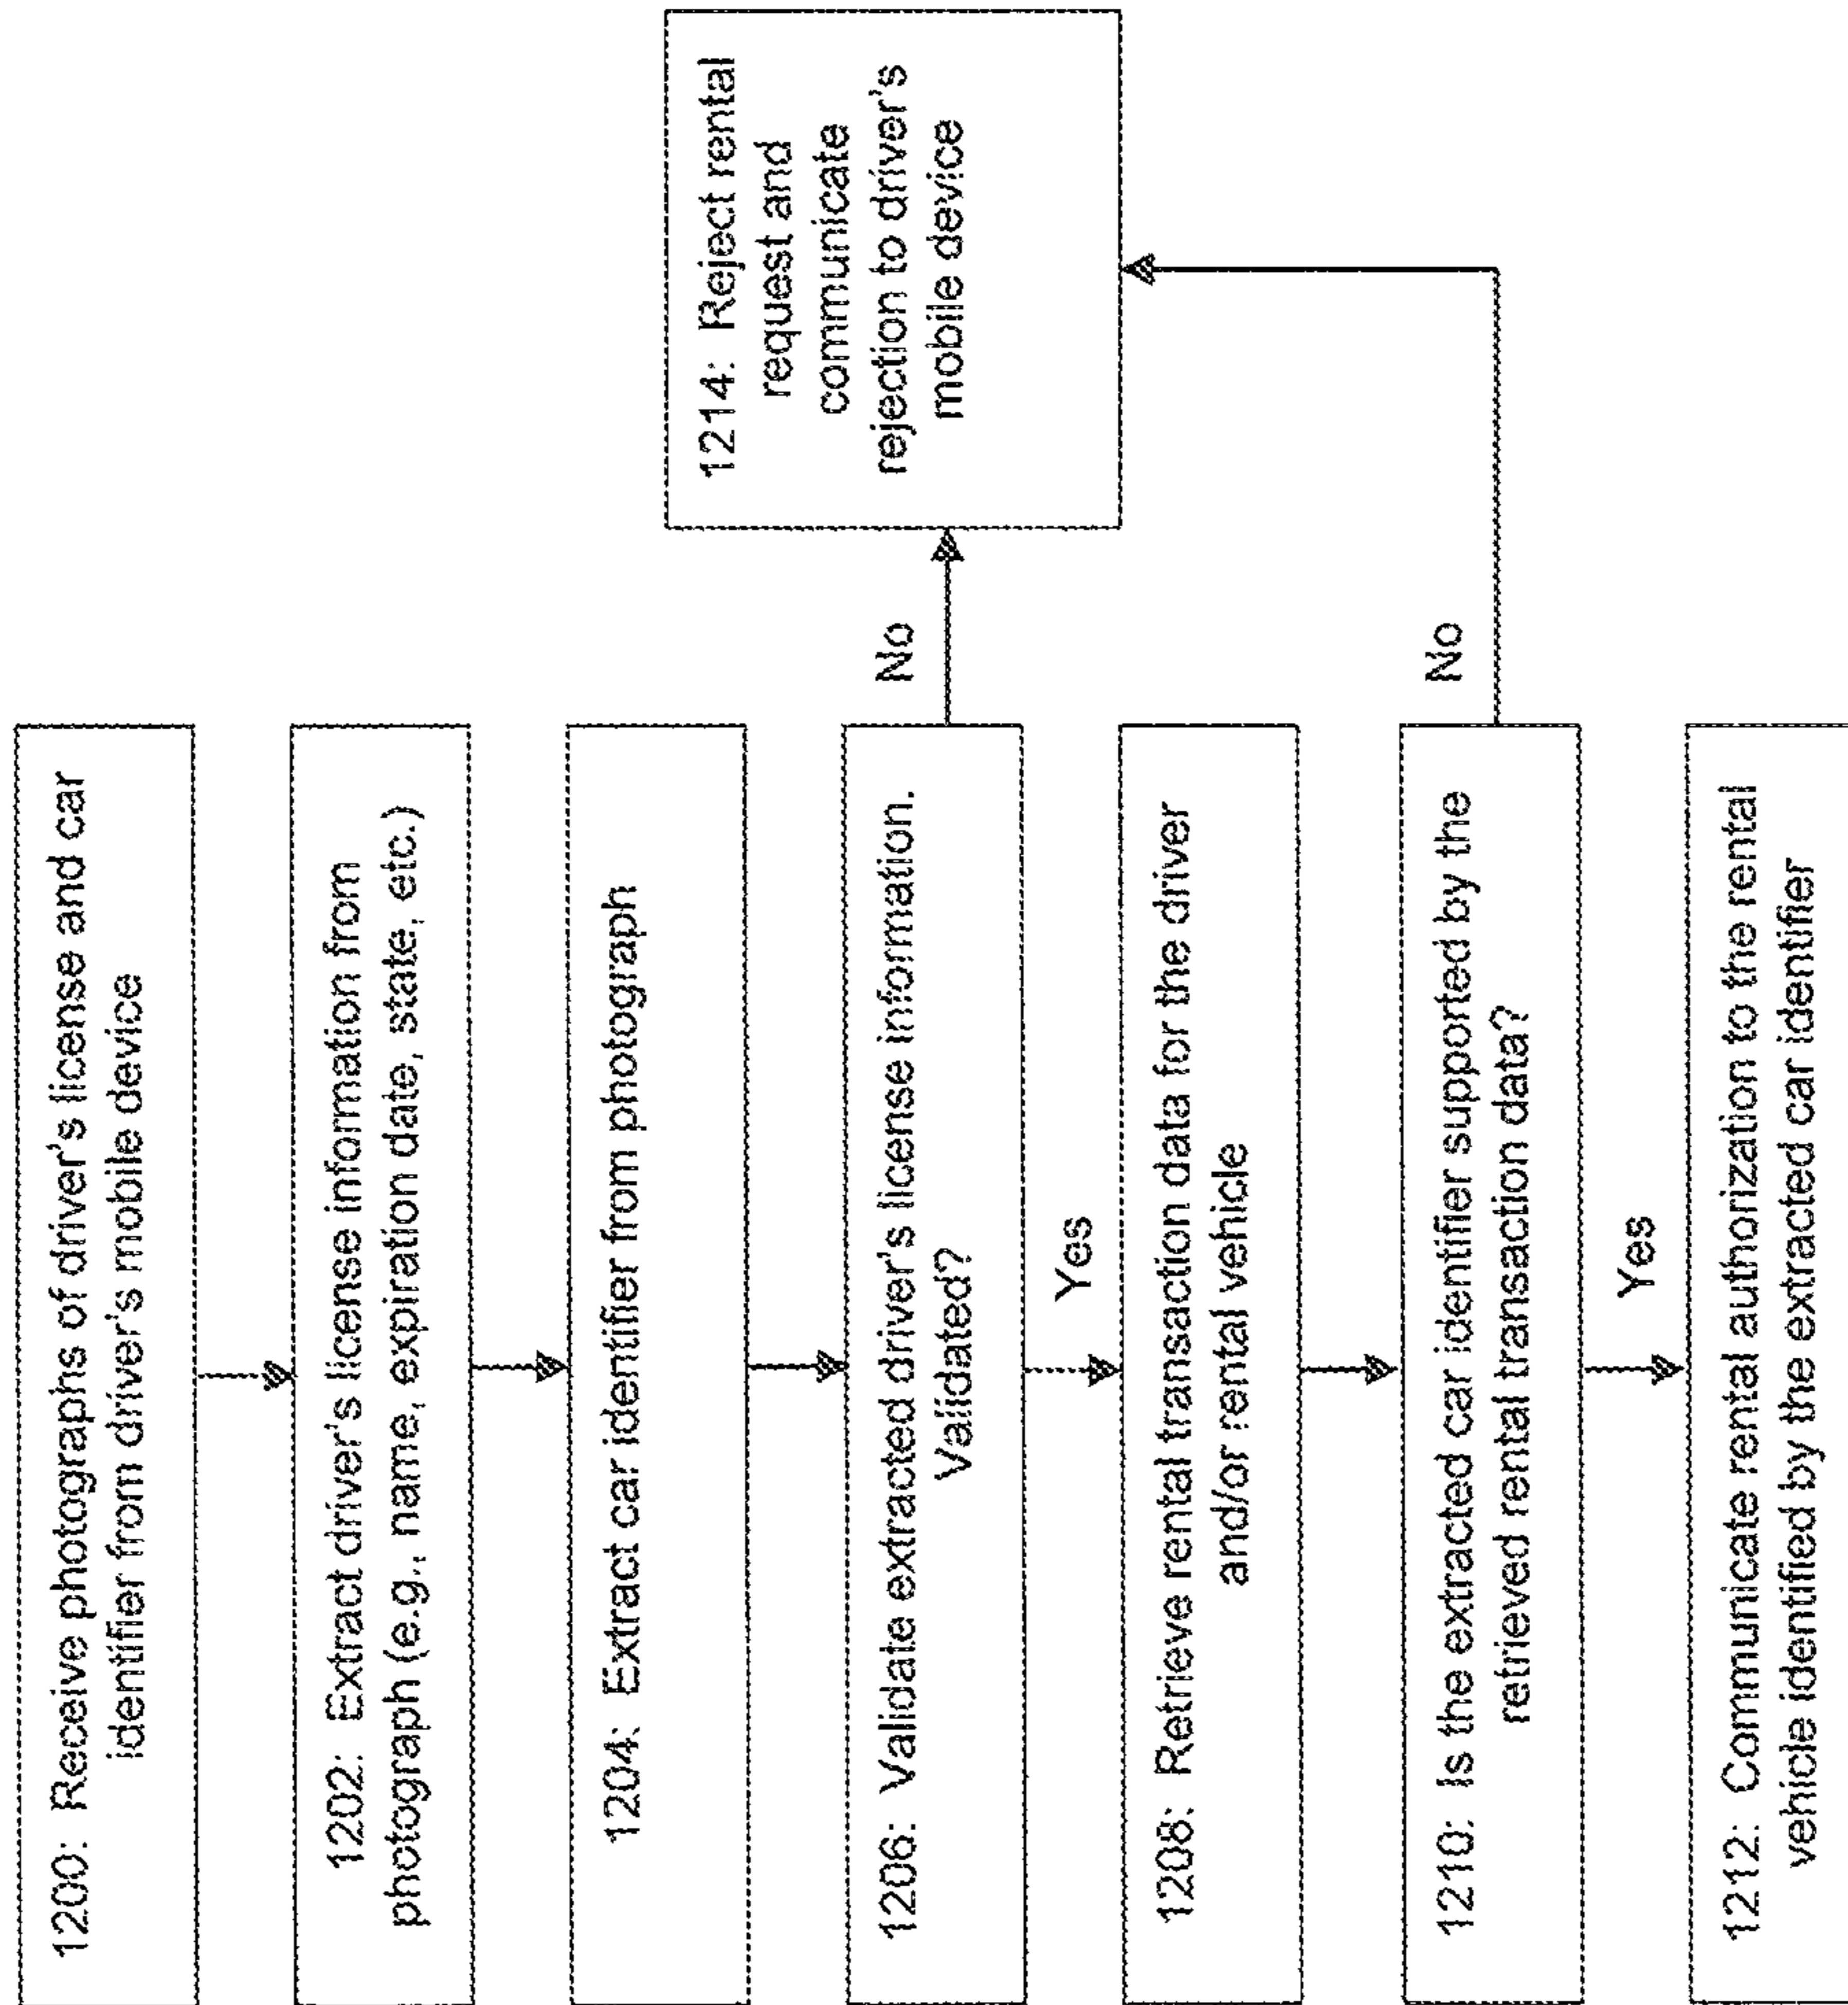 1200: Receive photographs of driver's license and car
identifier from driver's mobile device
1202: Extract driver's license information from
photograph (e.g., name, expiration date, state, etc.)
1204: Extract car identifier from photograph
1206: Validate extracted driver's license information.
Validated?
No
Yes
1208: Retrieve rental transaction data for the driver
and/or rental vehicle
1210: Is the extracted car identifier supported by the
retrieved rental transaction data?
No
Yes
1212: Communicate rental authorization to the rental
vehicle identified by the extracted car identifier
1214: Reject rental
request and
communicate
rejection to driver's
mobile device